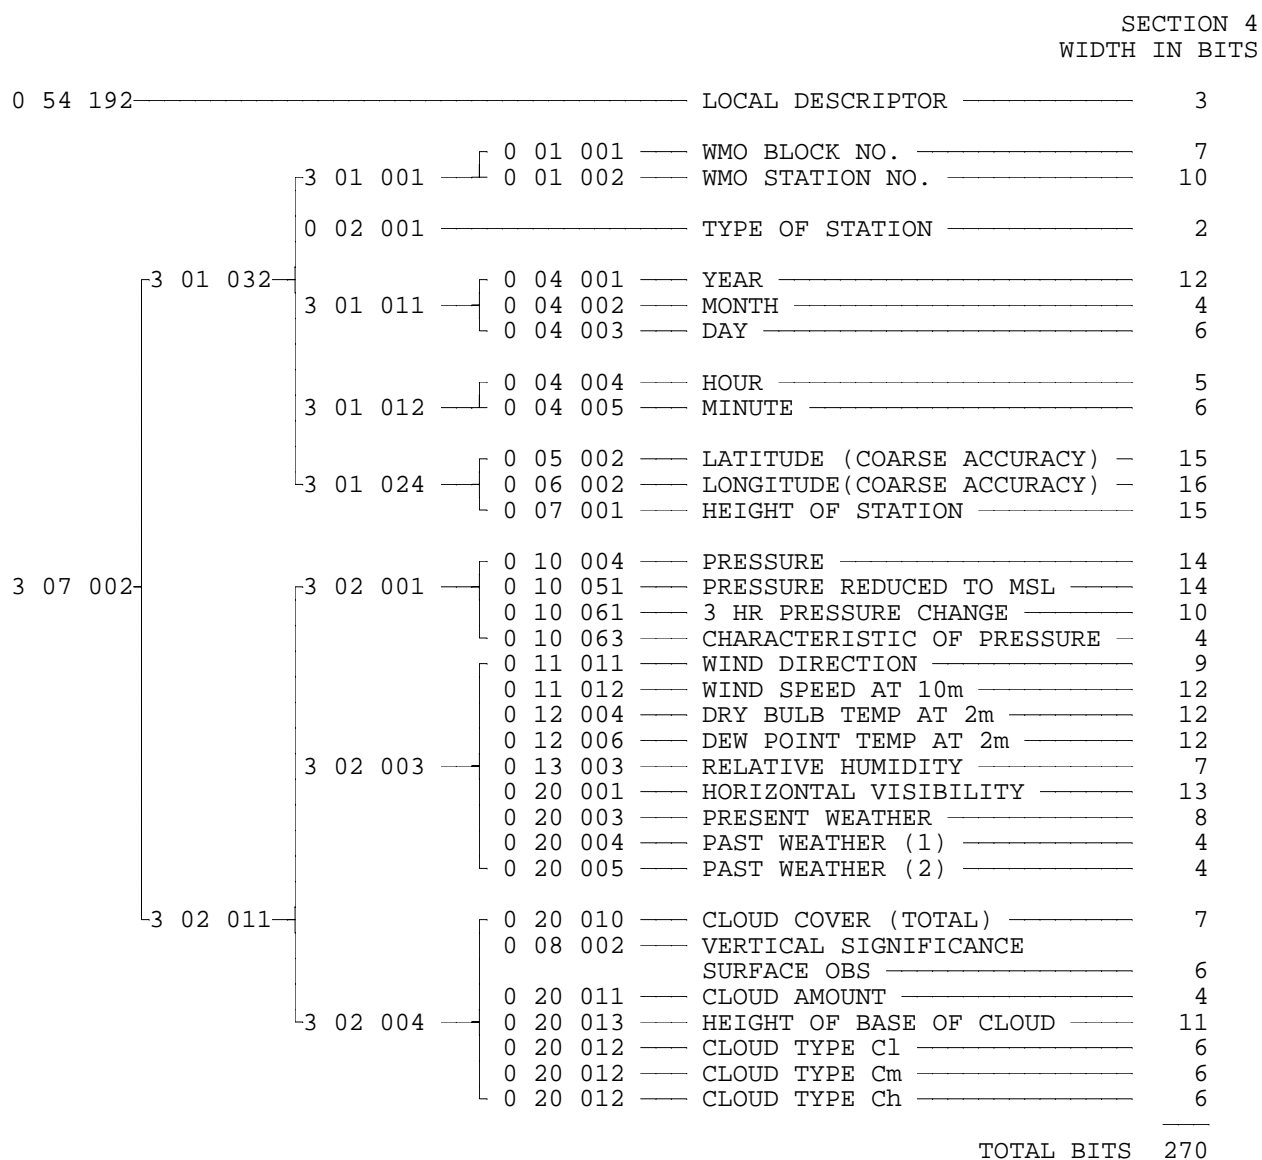 SECTION 4
WIDTH IN BITS
0 54 192 LOCAL DESCRIPTOR 3
0 01 001 WMO BLOCK NO. 7
3 01 001 0 01 002 WMO STATION NO. 10
0 02 001 TYPE OF STATION 2
3 01 032 0 04 001 YEAR 12
3 01 011 0 04 002 MONTH 4
0 04 003 DAY 6
0 04 004 HOUR 5
3 01 012 0 04 005 MINUTE 6
0 05 002 LATITUDE (COARSE ACCURACY) 15
3 01 024 0 06 002 LONGITUDE(COARSE ACCURACY) 16
0 07 001 HEIGHT OF STATION 15
0 10 004 PRESSURE 14
3 07 002 3 02 001 0 10 051 PRESSURE REDUCED TO MSL 14
0 10 061 3 HR PRESSURE CHANGE 10
0 10 063 CHARACTERISTIC OF PRESSURE 4
0 11 011 WIND DIRECTION 9
0 11 012 WIND SPEED AT 10m 12
0 12 004 DRY BULB TEMP AT 2m 12
0 12 006 DEW POINT TEMP AT 2m 12
3 02 003 0 13 003 RELATIVE HUMIDITY 7
0 20 001 HORIZONTAL VISIBILITY 13
0 20 003 PRESENT WEATHER 8
0 20 004 PAST WEATHER (1) 4
0 20 005 PAST WEATHER (2) 4
3 02 011 0 20 010 CLOUD COVER (TOTAL) 7
0 08 002 VERTICAL SIGNIFICANCE
SURFACE OBS 6
0 20 011 CLOUD AMOUNT 4
3 02 004 0 20 013 HEIGHT OF BASE OF CLOUD 11
0 20 012 CLOUD TYPE Cl 6
0 20 012 CLOUD TYPE Cm 6
0 20 012 CLOUD TYPE Ch 6
TOTAL BITS 270